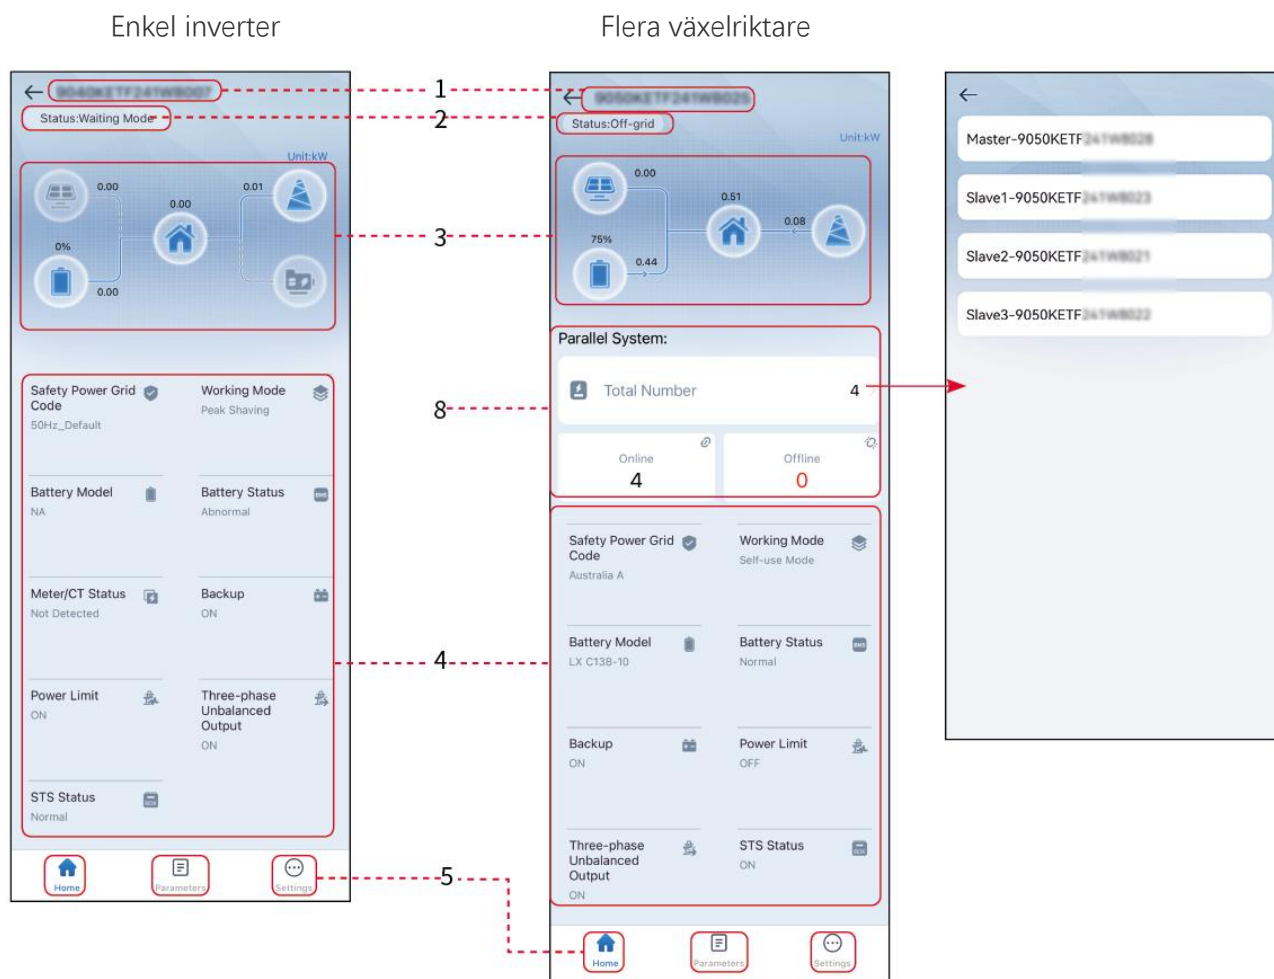 Enkel inverter
Flera växelriktare
Status:Waiting Mode
Unit:kW
0.00
0.01
0.00
0%
0.00
Safety Power Grid Code
50Hz_Default
Working Mode
Peak Shaving
Battery Model
NA
Battery Status
Abnormal
Meter/CT Status
Not Detected
Backup
ON
Power Limit
ON
Three-phase
Unbalanced
Output
ON
STS Status
Normal
Home
Parameters
Settings
1
2
3
8
4
5
Status:Off-grid
Unit:kW
0.00
0.51
0.08
75%
0.44
Parallel System:
Total Number
4
Online
4
Offline
0
Safety Power Grid
Code
Australia A
Working Mode
Self-use Mode
Battery Model
LX C138-10
Battery Status
Normal
Backup
ON
Power Limit
OFF
Three-phase
Unbalanced
Output
ON
STS Status
ON
Home
Parameters
Settings
Master-9050KETF
Slave1-9050KETF
Slave2-9050KETF
Slave3-9050KETF